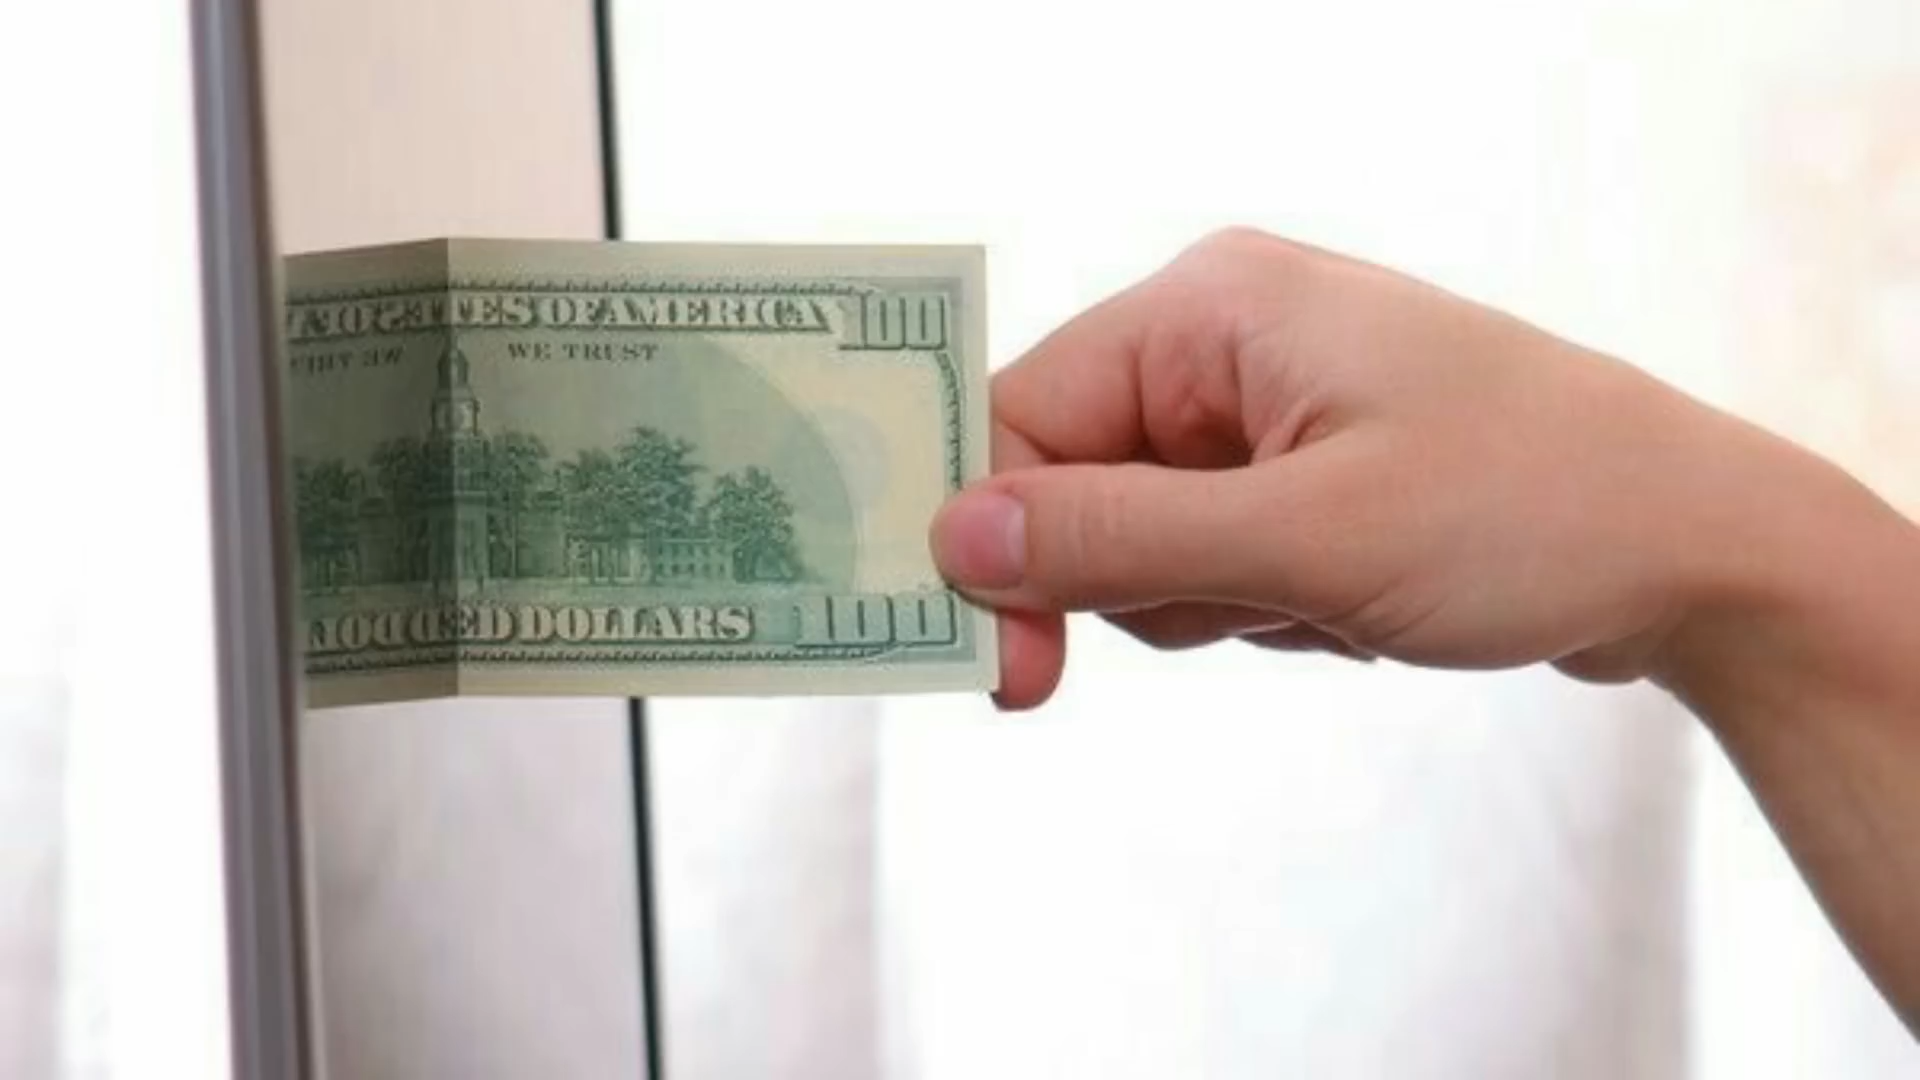 TES OF AMERICA 100
WE TRUST
ED DOLLARS 100